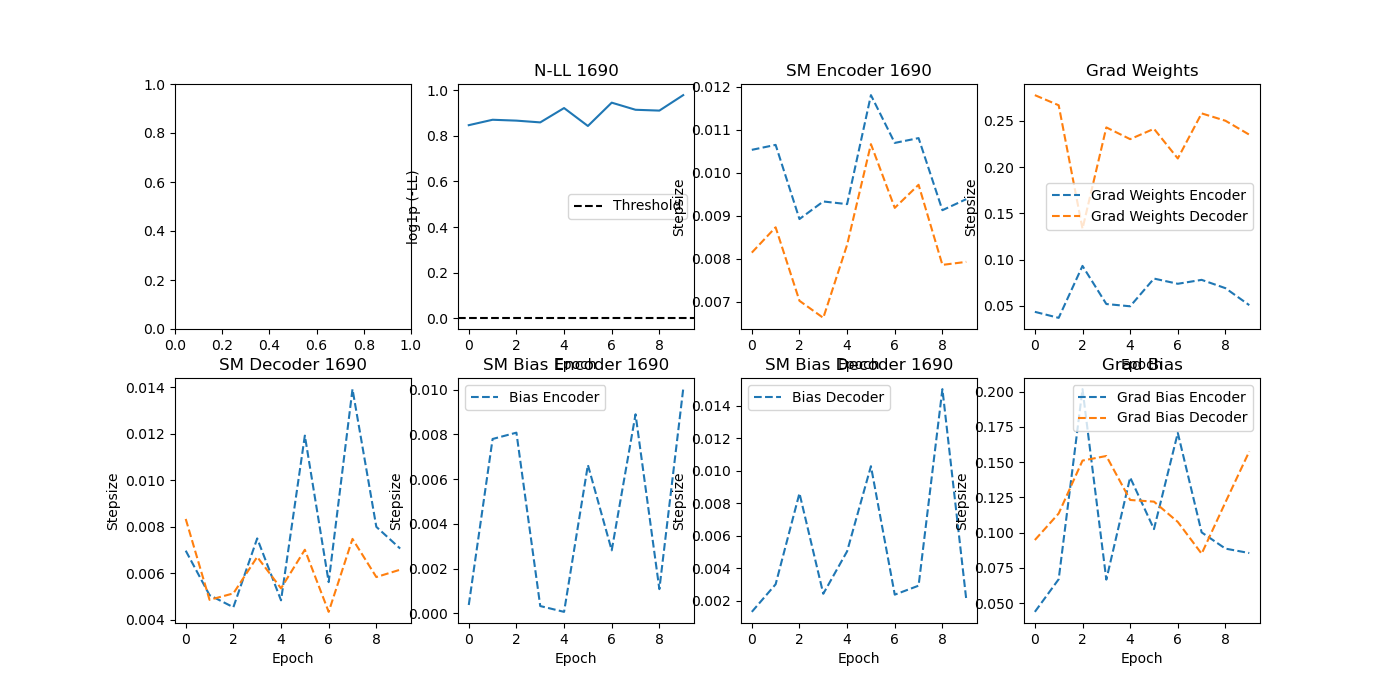 1.0
0.8
0.6
0.4
0.2
0.0
0.0 0.2 0.4 0.6 0.8 1.0
N-LL 1690
log1p (-LL)
1.0
0.8
0.6
0.4
0.2
0.0
Threshold
0 2 4 6 8
Epoch
SM Encoder 1690
Stepsize
0.012
0.011
0.010
0.009
0.008
0.007
0 2 4 6 8
Epoch
Grad Weights
Stepsize
0.25
0.20
0.15
0.10
0.05
Grad Weights Encoder
Grad Weights Decoder
0 2 4 6 8
Epoch
SM Decoder 1690
Stepsize
0.014
0.012
0.010
0.008
0.006
0.004
0 2 4 6 8
Epoch
SM Bias Encoder 1690
Stepsize
0.010
0.008
0.006
0.004
0.002
0.000
Bias Encoder
0 2 4 6 8
Epoch
SM Bias Decoder 1690
Stepsize
0.014
0.012
0.010
0.008
0.006
0.004
0.002
Bias Decoder
0 2 4 6 8
Epoch
Grad Bias
Stepsize
0.200
0.175
0.150
0.125
0.100
0.075
0.050
Grad Bias Encoder
Grad Bias Decoder
0 2 4 6 8
Epoch